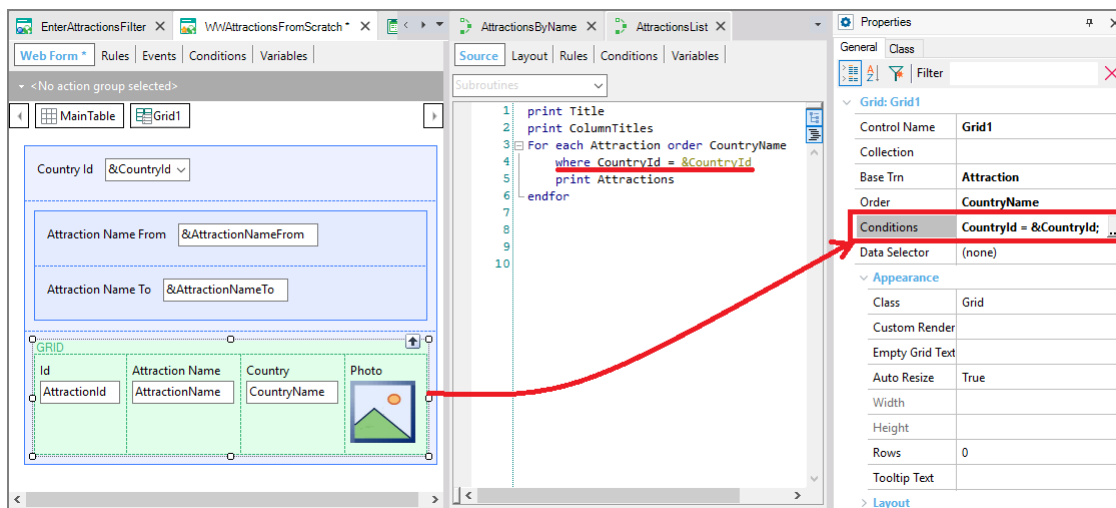 EnterAttractionsFilter
WWAttractionsFromScratch *
Web Form * Rules Events Conditions Variables
<No action group selected>
MainTable Grid1
Country Id &CountryId
Attraction Name From &AttractionNameFrom
Attraction Name To &AttractionNameTo
GRID
Id Attraction Name Country Photo
AttractionId AttractionName CountryName
AttractionsByName AttractionsList
Source Layout Rules Conditions Variables
Subroutines
1 print Title
2 print ColumnTitles
3 For each Attraction order CountryName
4 where CountryId = &CountryId
5 print Attractions
6 endfor
7
8
9
10
Properties
General Class
Filter
Grid: Grid1
Control Name Grid1
Collection
Base Trn Attraction
Order CountryName
Conditions CountryId = &CountryId; ...
Data Selector (none)
Appearance
Class Grid
Custom Render
Empty Grid Text
Auto Resize True
Width
Height
Rows 0
Tooltip Text
Layout